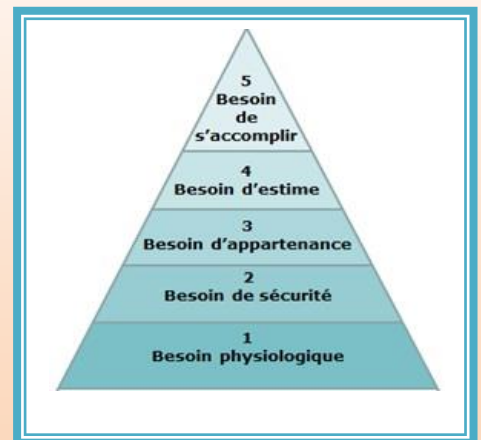 5
Besoin
de
s’accomplir
4
Besoin d’estime
3
Besoin d’appartenance
2
Besoin de sécurité
1
Besoin physiologique